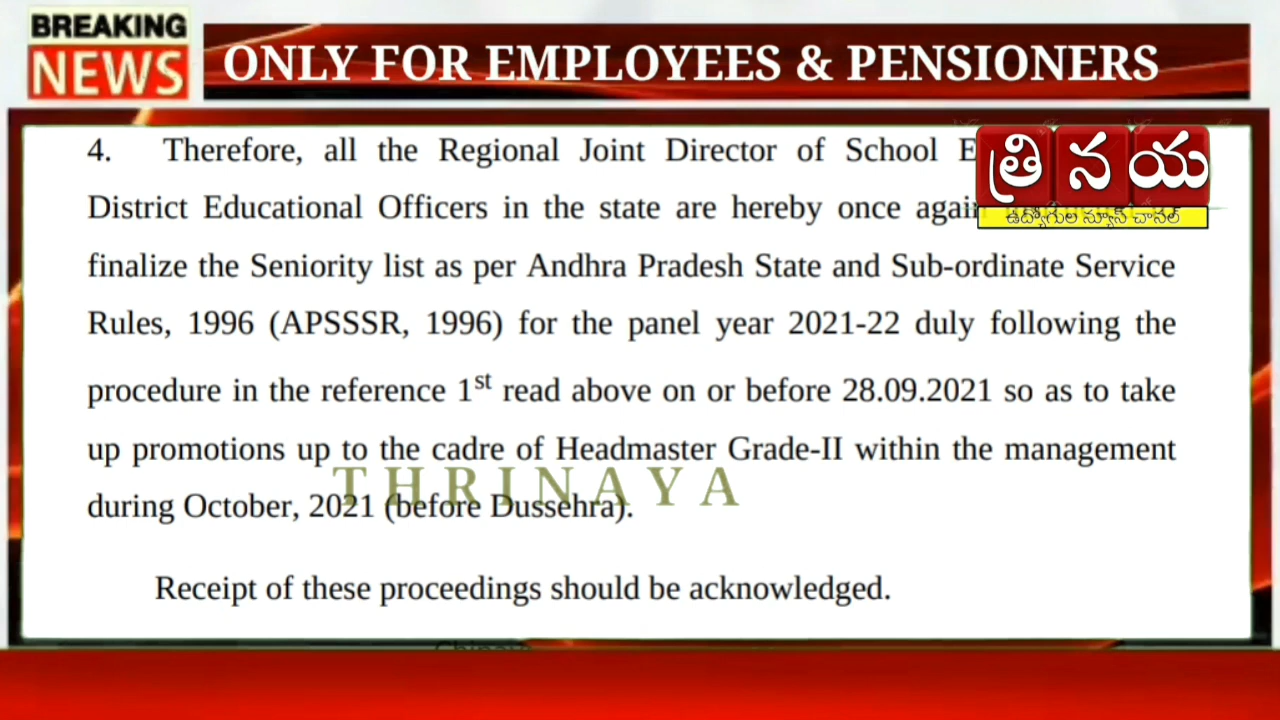 BREAKING
NEWS
ONLY FOR EMPLOYEES & PENSIONERS
త్రి న య
ఉద్యోగుల న్యూస్ చానల్
4. Therefore, all the Regional Joint Director of School
District Educational Officers in the state are hereby once again
finalize the Seniority list as per Andhra Pradesh State and Sub-ordinate Service
Rules, 1996 (APSSSR, 1996) for the panel year 2021-22 duly following the
procedure in the reference 1st read above on or before 28.09.2021 so as to take
up promotions up to the cadre of Headmaster Grade-II within the management
THRINAYA
during October, 2021 (before Dussehra).
Receipt of these proceedings should be acknowledged.